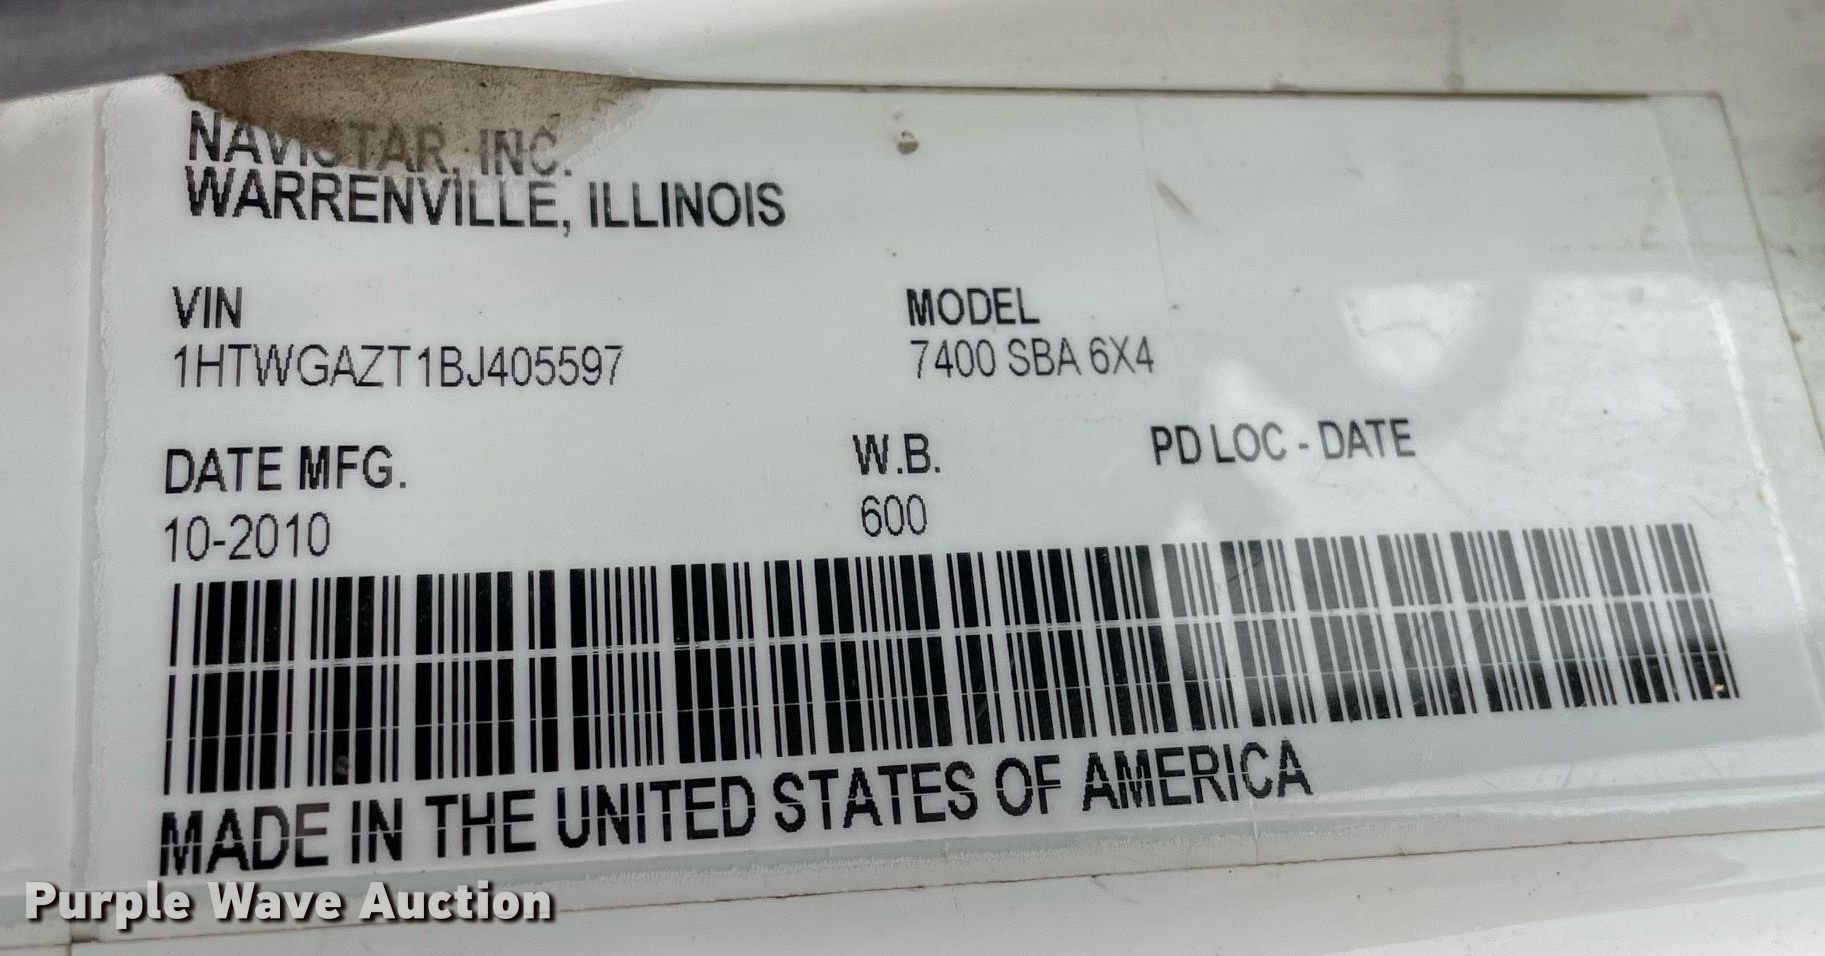 NAVISTAR, INC.
WARRENVILLE, ILLINOIS
VIN MODEL
1HTWGAZT1BJ405597 7400 SBA 6X4
DATE MFG. W.B. PD LOC - DATE
10-2010 600
MADE IN THE UNITED STATES OF AMERICA
Purple Wave Auction